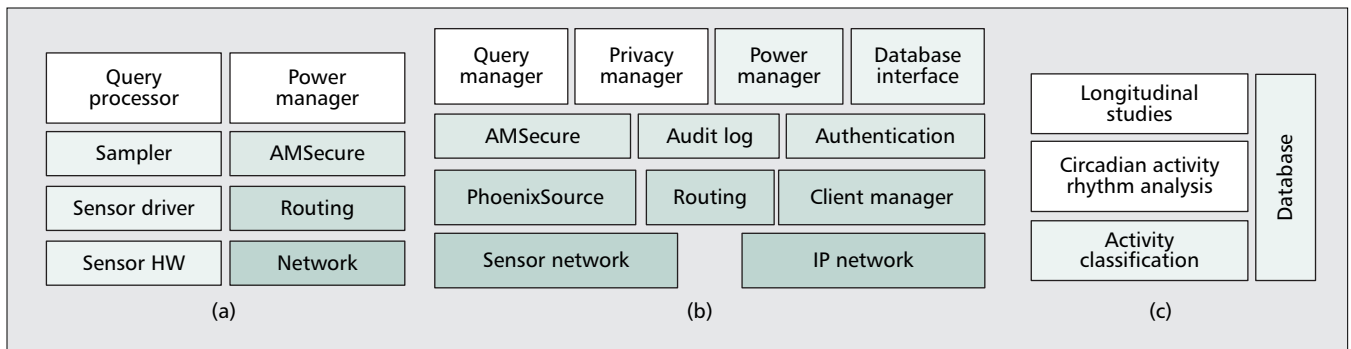 Query
processor
Power
manager
Sampler
AMSecure
Sensor driver
Routing
Sensor HW
Network
(a)
Query
manager
Privacy
manager
Power
manager
Database
interface
AMSecure
Audit log
Authentication
PhoenixSource
Routing
Client manager
Sensor network
IP network
(b)
Longitudinal
studies
Circadian activity
rhythm analysis
Activity
classification
Database
(c)